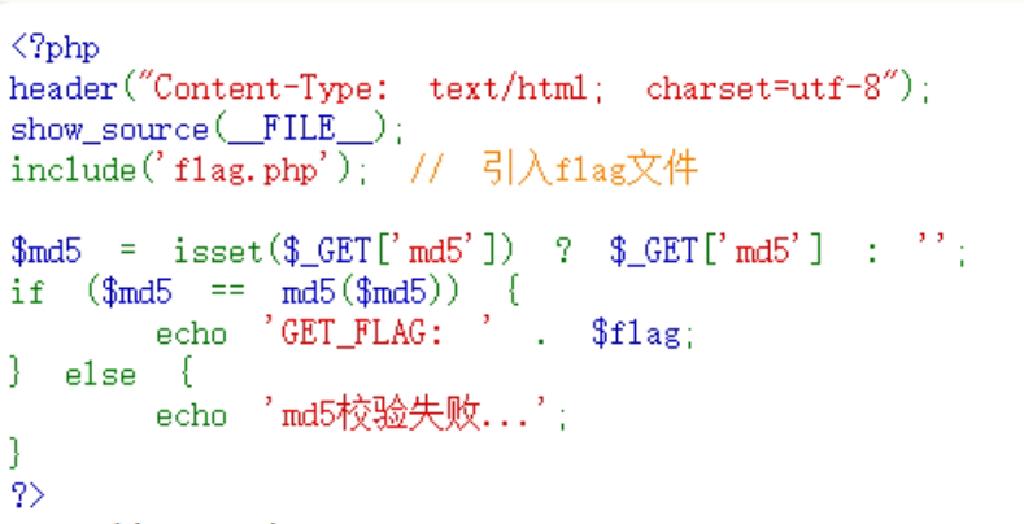 <?php
header("Content-Type: text/html; charset=utf-8");
show_source(__FILE__);
include('flag.php'); // 引入flag文件
$md5 = isset($_GET['md5']) ? $_GET['md5'] : '';
if ($md5 == md5($md5)) {
echo 'GET_FLAG: ' . $flag;
} else {
echo 'md5校验失败...';
}
?>